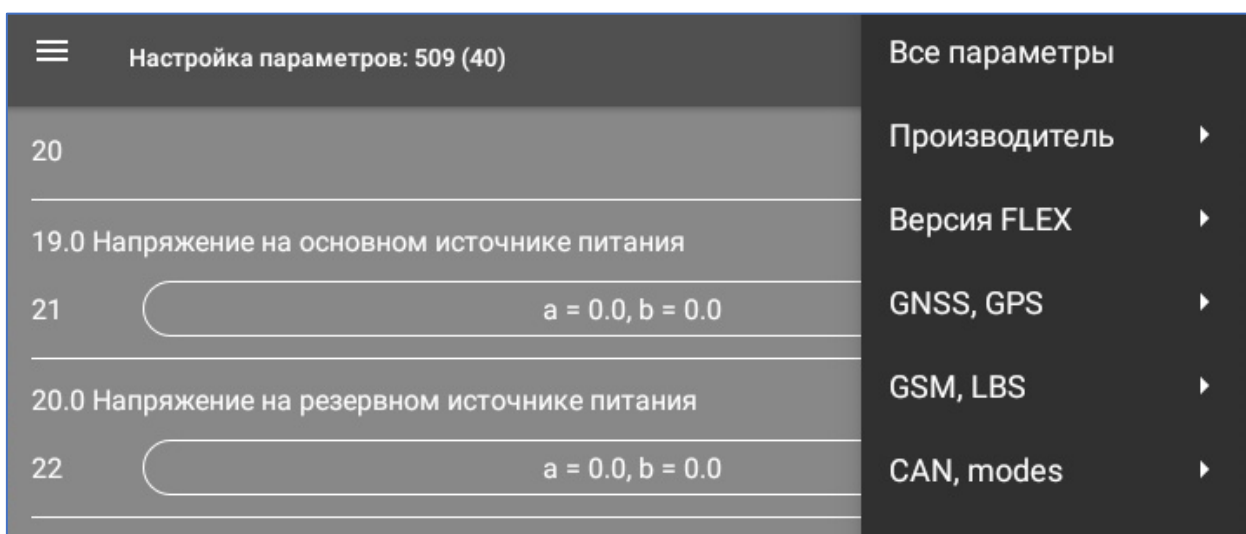 Настройка параметров: 509 (40)
20
19.0 Напряжение на основном источнике питания
21
a = 0.0, b = 0.0
20.0 Напряжение на резервном источнике питания
22
a = 0.0, b = 0.0
Все параметры
Производитель
Версия FLEX
GNSS, GPS
GSM, LBS
CAN, modes